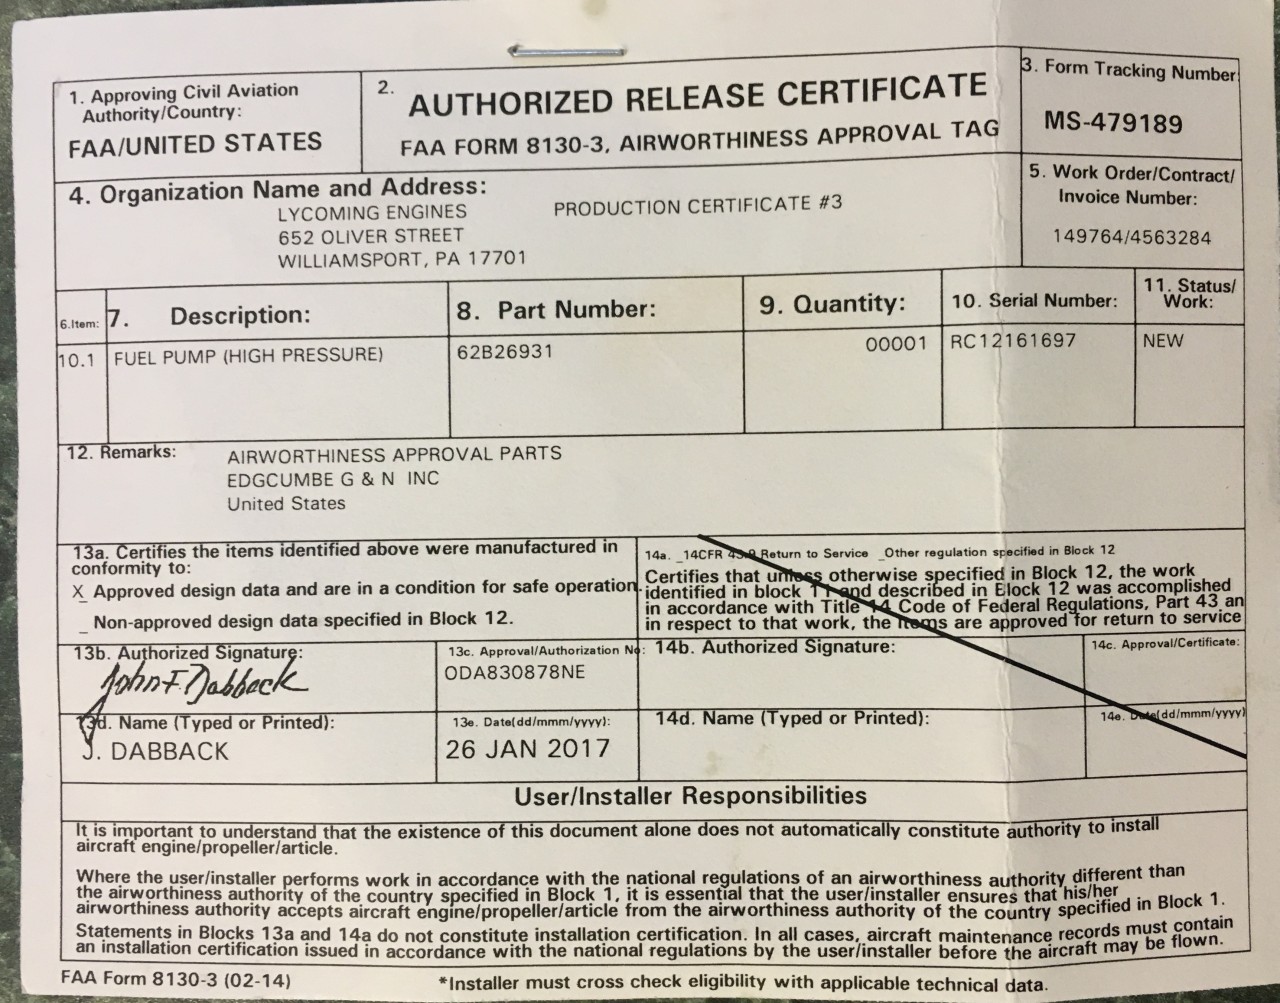 1. Approving Civil Aviation Authority/Country:
FAA/UNITED STATES
2.
AUTHORIZED RELEASE CERTIFICATE
FAA FORM 8130-3, AIRWORTHINESS APPROVAL TAG
3. Form Tracking Number
MS-479189
4. Organization Name and Address:
LYCOMING ENGINES PRODUCTION CERTIFICATE #3
652 OLIVER STREET
WILLIAMSPORT, PA 17701
5. Work Order/Contract/
Invoice Number:
149764/4563284
6.Item: 7. Description: 8. Part Number: 9. Quantity: 10. Serial Number: 11. Status/
Work:
10.1 FUEL PUMP (HIGH PRESSURE) 62B26931 00001 RC12161697 NEW
12. Remarks: AIRWORTHINESS APPROVAL PARTS
EDGCUMBE G & N INC
United States
13a. Certifies the items identified above were manufactured in
conformity to:
X Approved design data and are in a condition for safe operation.
_ Non-approved design data specified in Block 12.
14a. _14CFR 43.9 Return to Service _Other regulation specified in Block 12
Certifies that unless otherwise specified in Block 12, the work
identified in block 11 and described in Block 12 was accomplished
in accordance with Title 14 Code of Federal Regulations, Part 43 an
in respect to that work, the items are approved for return to service
13b. Authorized Signature:
John F. Dabback
13c. Approval/Authorization No:
ODA830878NE
14b. Authorized Signature:
14c. Approval/Certificate:
13d. Name (Typed or Printed):
J. DABBACK
13e. Date(dd/mmm/yyyy):
26 JAN 2017
14d. Name (Typed or Printed):
14e. Date(dd/mmm/yyyy)
User/Installer Responsibilities
It is important to understand that the existence of this document alone does not automatically constitute authority to install
aircraft engine/propeller/article.
Where the user/installer performs work in accordance with the national regulations of an airworthiness authority different than
the airworthiness authority of the country specified in Block 1, it is essential that the user/installer ensures that his/her
airworthiness authority accepts aircraft engine/propeller/article from the airworthiness authority of the country specified in Block 1.
Statements in Blocks 13a and 14a do not constitute installation certification. In all cases, aircraft maintenance records must contain
an installation certification issued in accordance with the national regulations by the user/installer before the aircraft may be flown.
FAA Form 8130-3 (02-14) *Installer must cross check eligibility with applicable technical data.